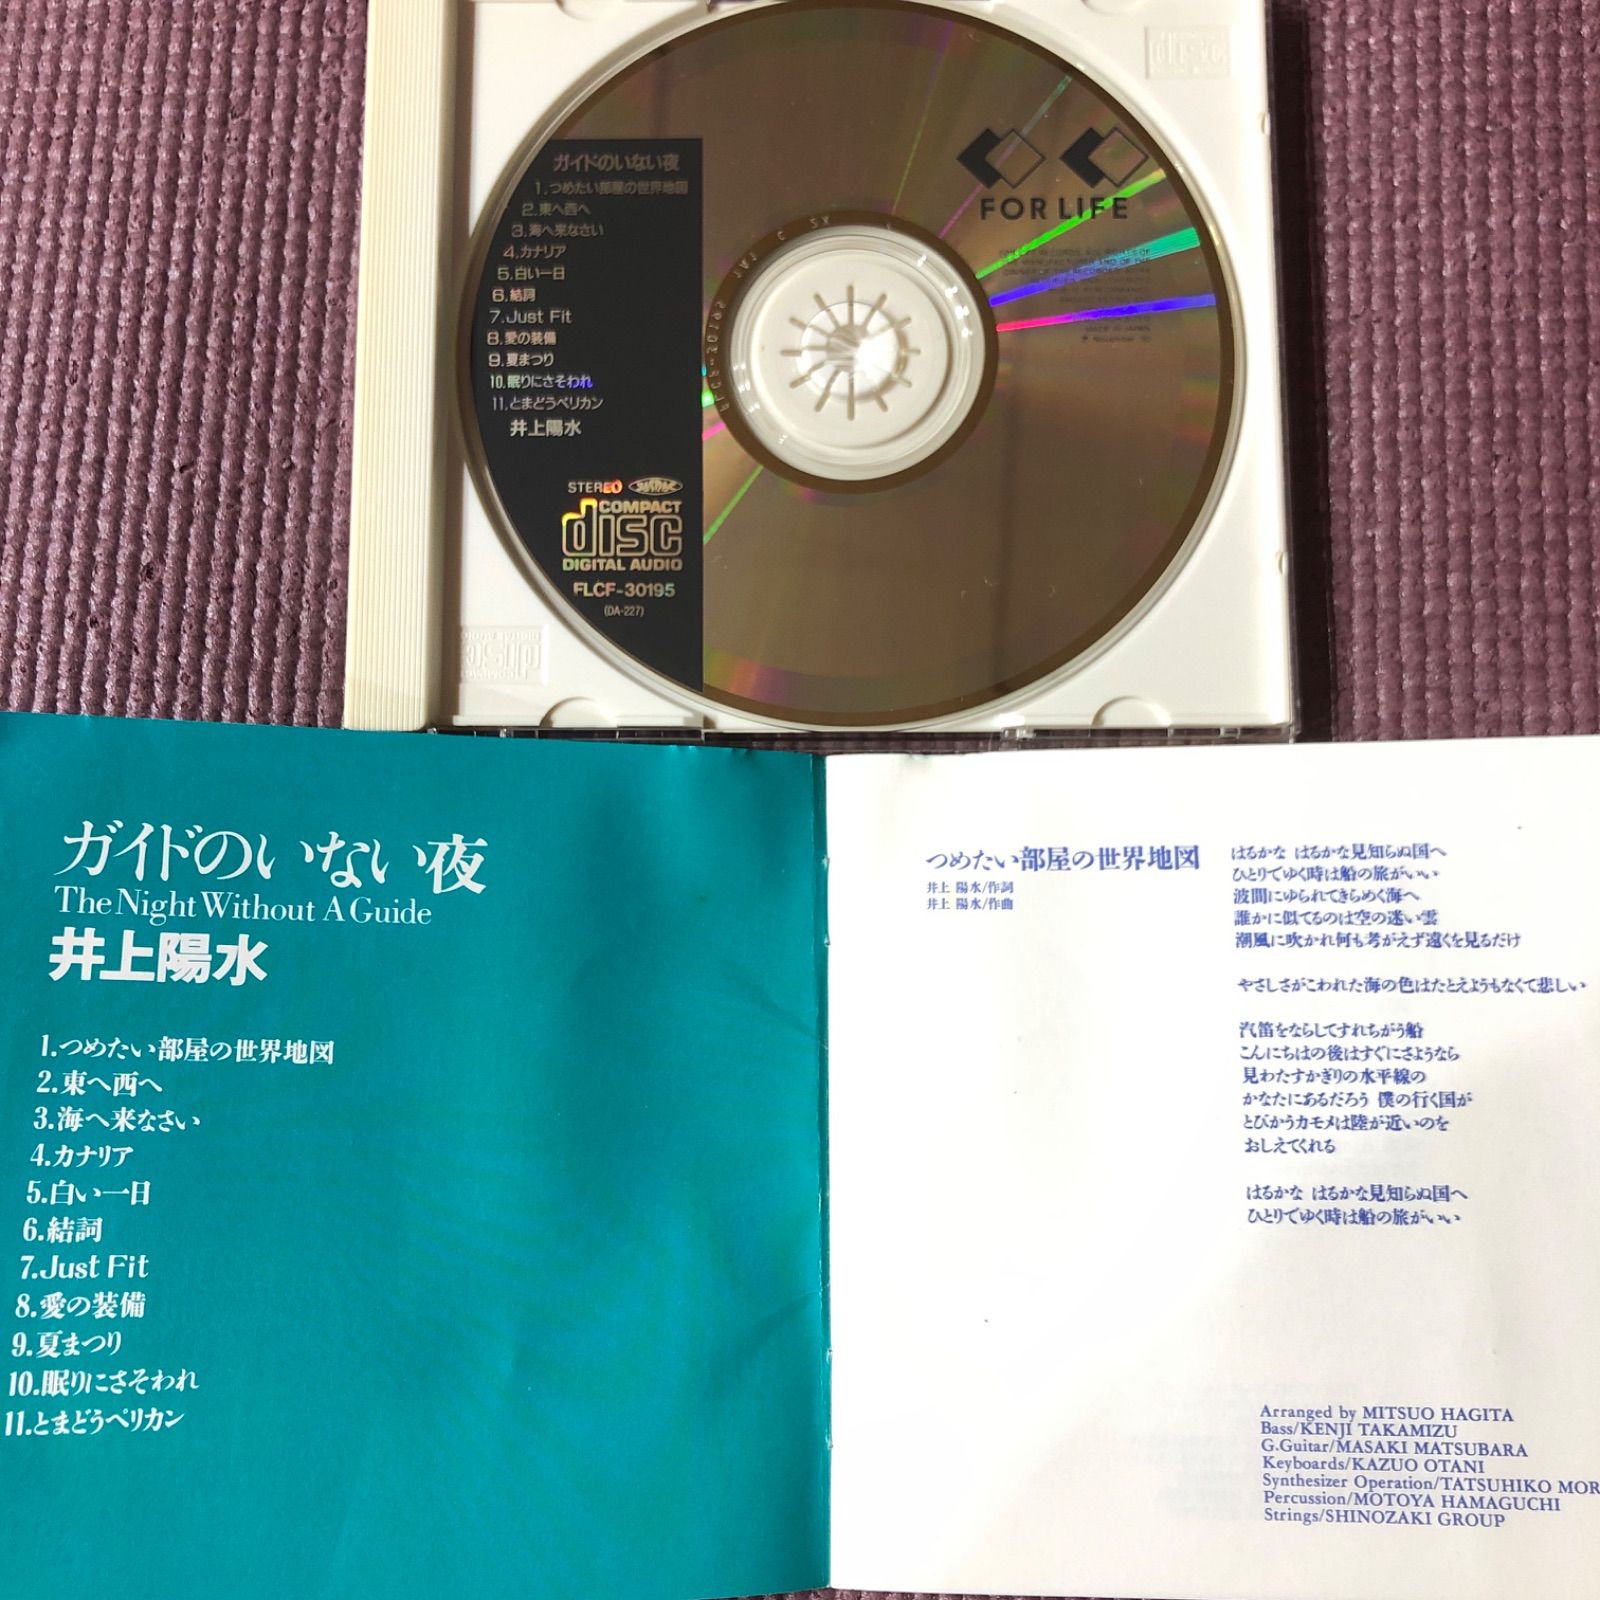 ガイドのいない夜
1.つめたい部屋の世界地図
2.東へ西へ
3.海へ来なさい
4.カナリア
5.白い一日
6.結詞
7.Just Fit
8.愛の装備
9.夏まつり
10.眠りにさそわれ
11.とまどうペリカン
井上陽水
STEREO
COMPACT
disc
DIGITAL AUDIO
FLCF-30195
(DA-227)
FOR LIFE
MADE IN JAPAN
disc
ガイドのいない夜
The Night Without A Guide
井上陽水
1.つめたい部屋の世界地図
2.東へ西へ
3.海へ来なさい
4.カナリア
5.白い一日
6.結詞
7.Just Fit
8.愛の装備
9.夏まつり
10.眠りにさそわれ
11.とまどうペリカン
つめたい部屋の世界地図
井上 陽水/作詞
井上 陽水/作曲
はるかな はるかな見知らぬ国へ
ひとりでゆく時は船の旅がいい
波間にゆられてきらめく海へ
誰かに似てるのは空の迷い雲
潮風に吹かれ何も考がえず遠くを見るだけ
やさしさがこわれた海の色はたとえようもなくて悲しい
汽笛をならしてすれちがう船
こんにちはの後はすぐにさようなら
見わたすかぎりの水平線の
かなたにあるだろう 僕の行く国が
とびかうカモメは陸が近いのを
おしえてくれる
はるかな はるかな見知らぬ国へ
ひとりでゆく時は船の旅がいい
Arranged by MITSUO HAGITA
Bass/KENJI TAKAMIZU
G.Guitar/MASAKI MATSUBARA
Keyboards/KAZUO OTANI
Synthesizer Operation/TATSUHIKO MOR
Percussion/MOTOYA HAMAGUCHI
Strings/SHINOZAKI GROUP